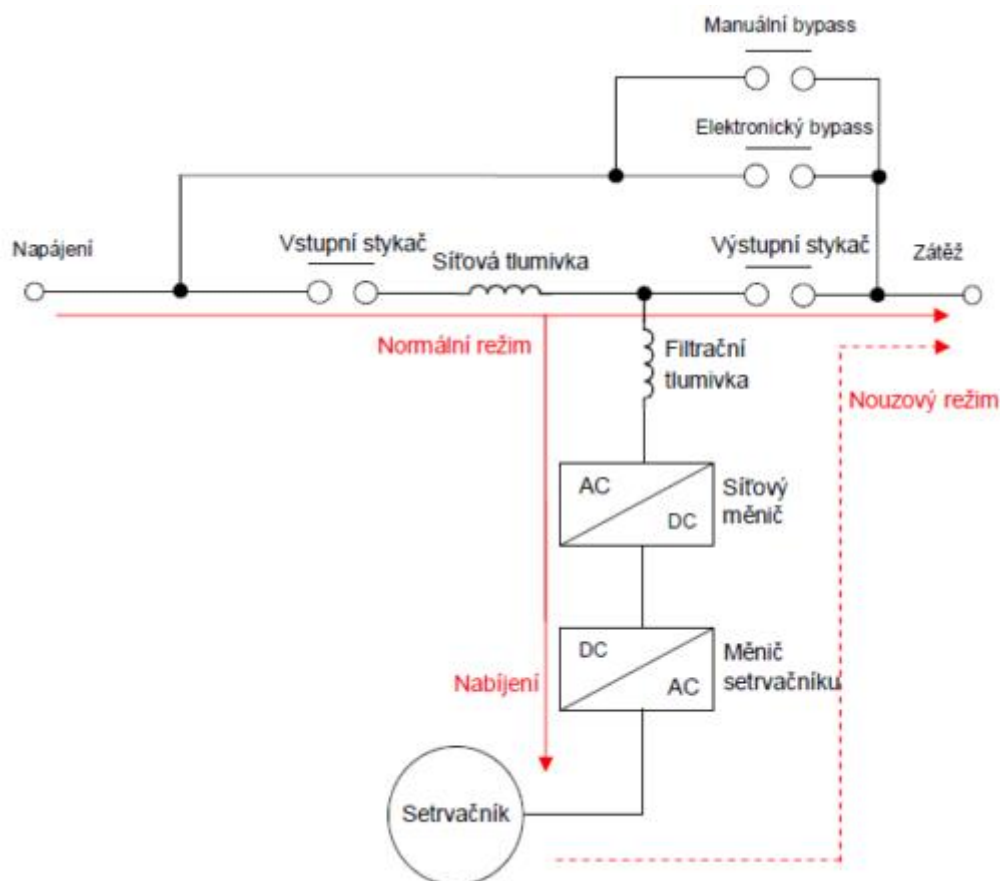 Manuální bypass
Elektronický bypass
Napájení
Vstupní stykač
Síťová tlumivka
Výstupní stykač
Zátěž
Normální režim
Filtrační
tlumivka
Nouzový režim
AC
DC
Síťový
měnič
DC
AC
Měnič
setrvačníku
Nabíjení
Setrvačník